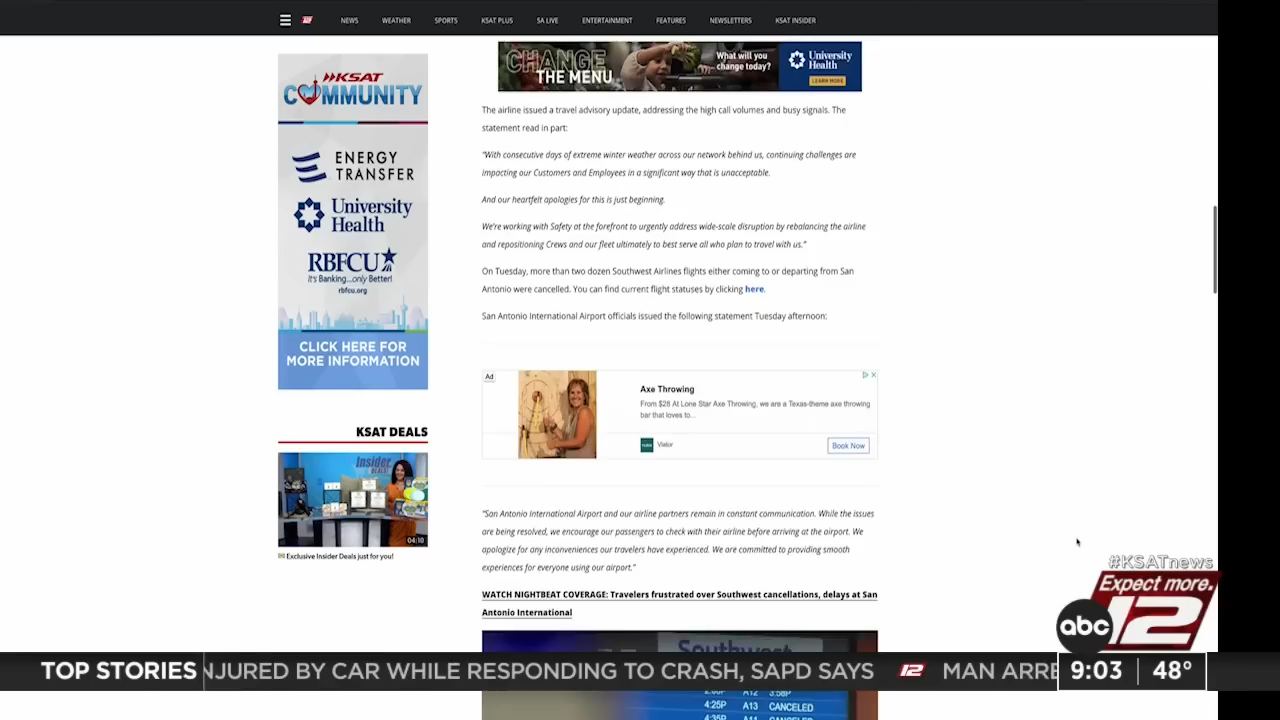 NEWS WEATHER SPORTS KSAT PLUS SA LIVE ENTERTAINMENT FEATURES NEWSLETTERS KSAT INSIDER
CHANGE
THE MENU
What will you
change today?
University
Health
LEARN MORE
KSAT
COMMUNITY
ENERGY
TRANSFER
University
Health
RBFCU
It's Banking...only Better!
rbfcu.org
CLICK HERE FOR
MORE INFORMATION
KSAT DEALS
Insider
DEALS!
04:10
Exclusive Insider Deals just for you!
The airline issued a travel advisory update, addressing the high call volumes and busy signals. The
statement read in part:
“With consecutive days of extreme winter weather across our network behind us, continuing challenges are
impacting our Customers and Employees in a significant way that is unacceptable.
And our heartfelt apologies for this is just beginning.
We’re working with Safety at the forefront to urgently address wide-scale disruption by rebalancing the airline
and repositioning Crews and our fleet ultimately to best serve all who plan to travel with us.”
On Tuesday, more than two dozen Southwest Airlines flights either coming to or departing from San
Antonio were cancelled. You can find current flight statuses by clicking here.
San Antonio International Airport officials issued the following statement Tuesday afternoon:
Ad
Axe Throwing
From $28 At Lone Star Axe Throwing, we are a Texas-theme axe throwing
bar that loves to...
Viator
Book Now
“San Antonio International Airport and our airline partners remain in constant communication. While the issues
are being resolved, we encourage our passengers to check with their airline before arriving at the airport. We
apologize for any inconveniences our travelers have experienced. We are committed to providing smooth
experiences for everyone using our airport.”
WATCH NIGHTBEAT COVERAGE: Travelers frustrated over Southwest cancellations, delays at San
Antonio International
Southwest
#KSATnews
Expect more.
abc 12
TOP STORIES NJURED BY CAR WHILE RESPONDING TO CRASH, SAPD SAYS 12 MAN ARRE 9:03 48°
A12 3:58P
4:25P A13 CANCELED
4:35P A11 CANCELED